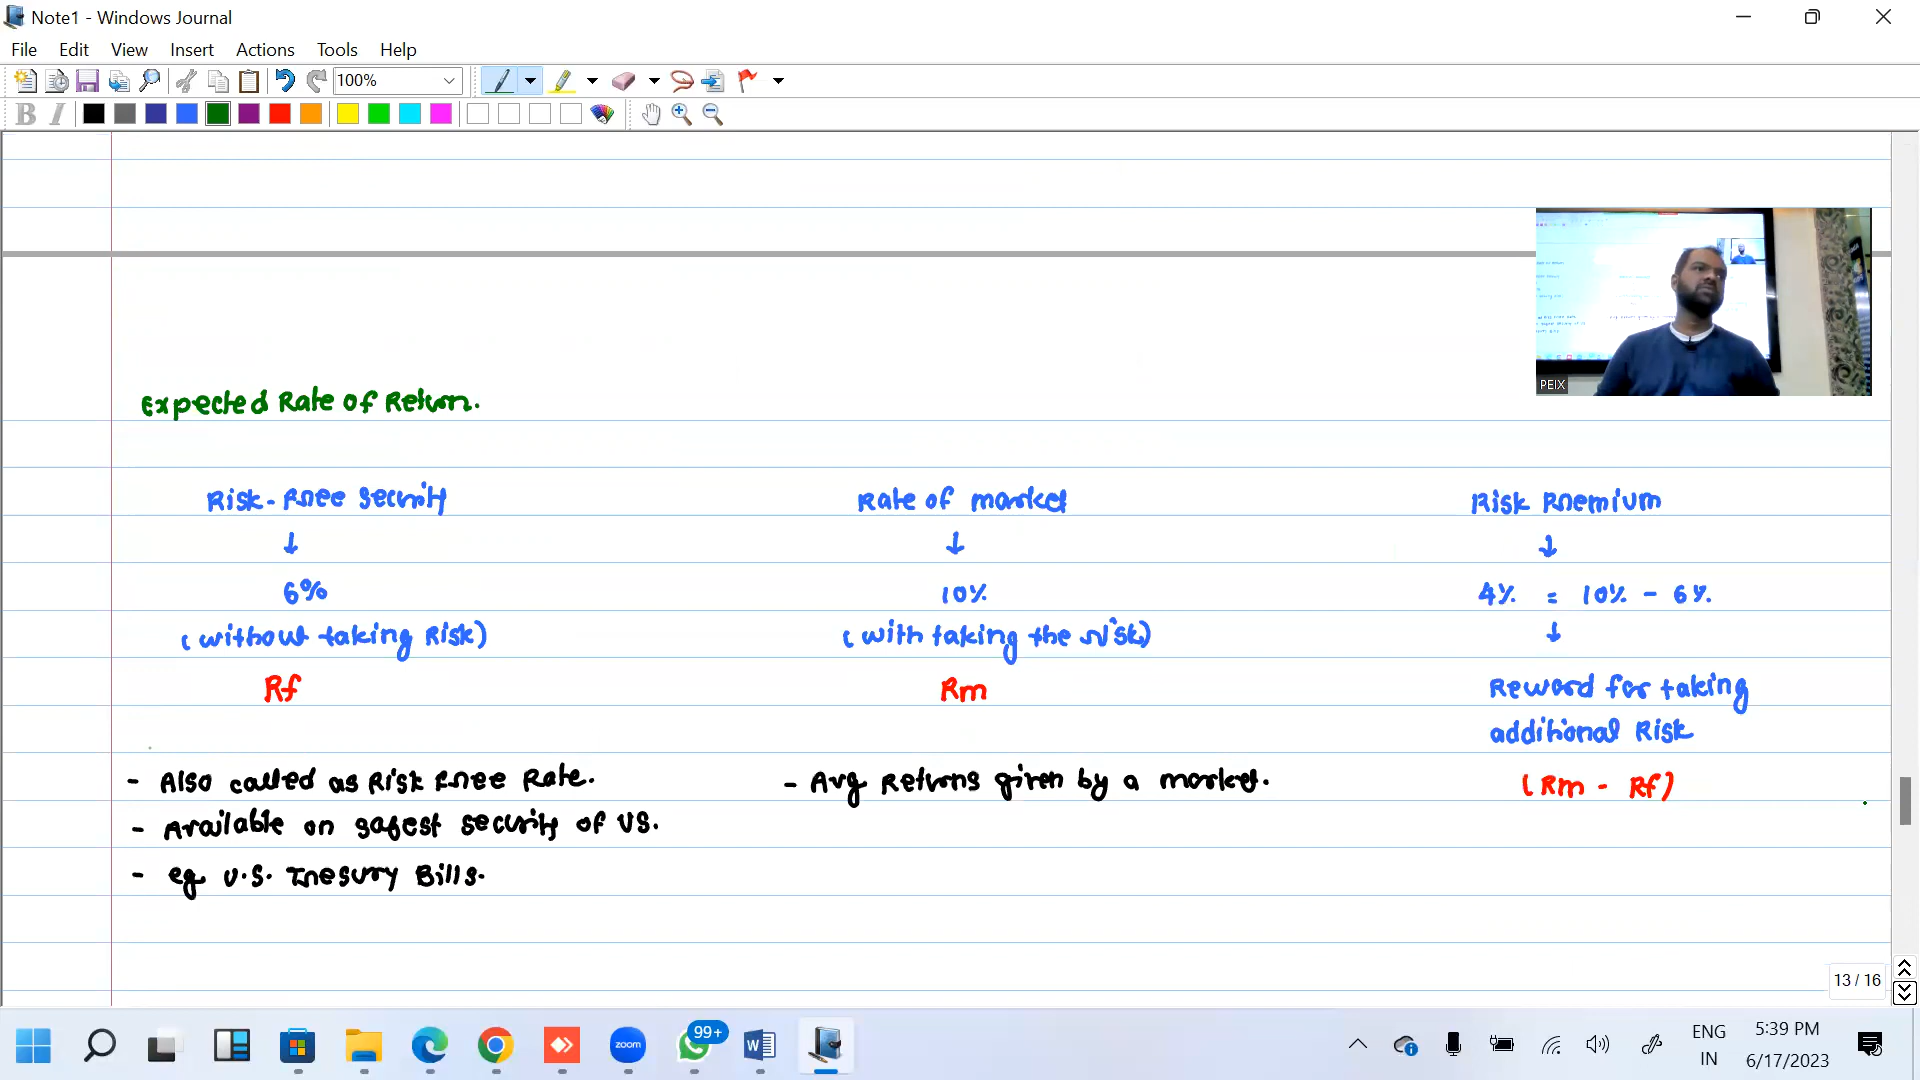 Note1 - Windows Journal
File Edit View Insert Actions Tools Help
100%
B I
PEIX
Expected Rate of Return.
Risk-Free Security
Rate of market
Risk Premium
↓
↓
↓
6%
10%
4% = 10% - 6%
↓
(without taking Risk)
(with taking the risk)
Rf
Rm
Reward for taking
additional Risk
- Also called as Risk Free Rate.
- Avg Returns given by a market.
(Rm - Rf)
- Available on safest security of US.
- eg U.S. Tresury Bills.
13 / 16
99+
zoom
ENG
IN
5:39 PM
6/17/2023